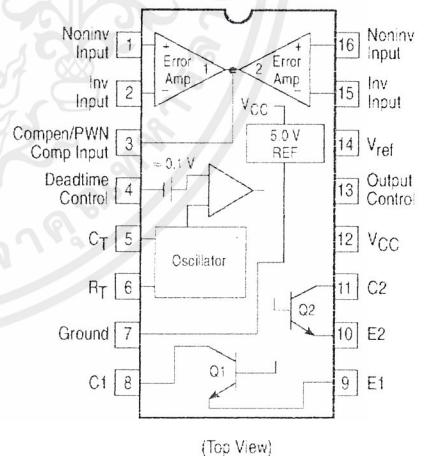 Noninv
Input
1
Inv
Input
2
Compen/PWN
Comp Input
3
Deadtime
Control
4
CT
5
RT
6
Ground
7
C1
8
+
Error
Amp
1
–
+
2
Error
Amp
–
VCC
5.0 V
REF
≈ 0.1 V
Oscillator
Q2
Q1
16
Noninv
Input
15
Inv
Input
14
Vref
13
Output
Control
12
VCC
11
C2
10
E2
9
E1
(Top View)